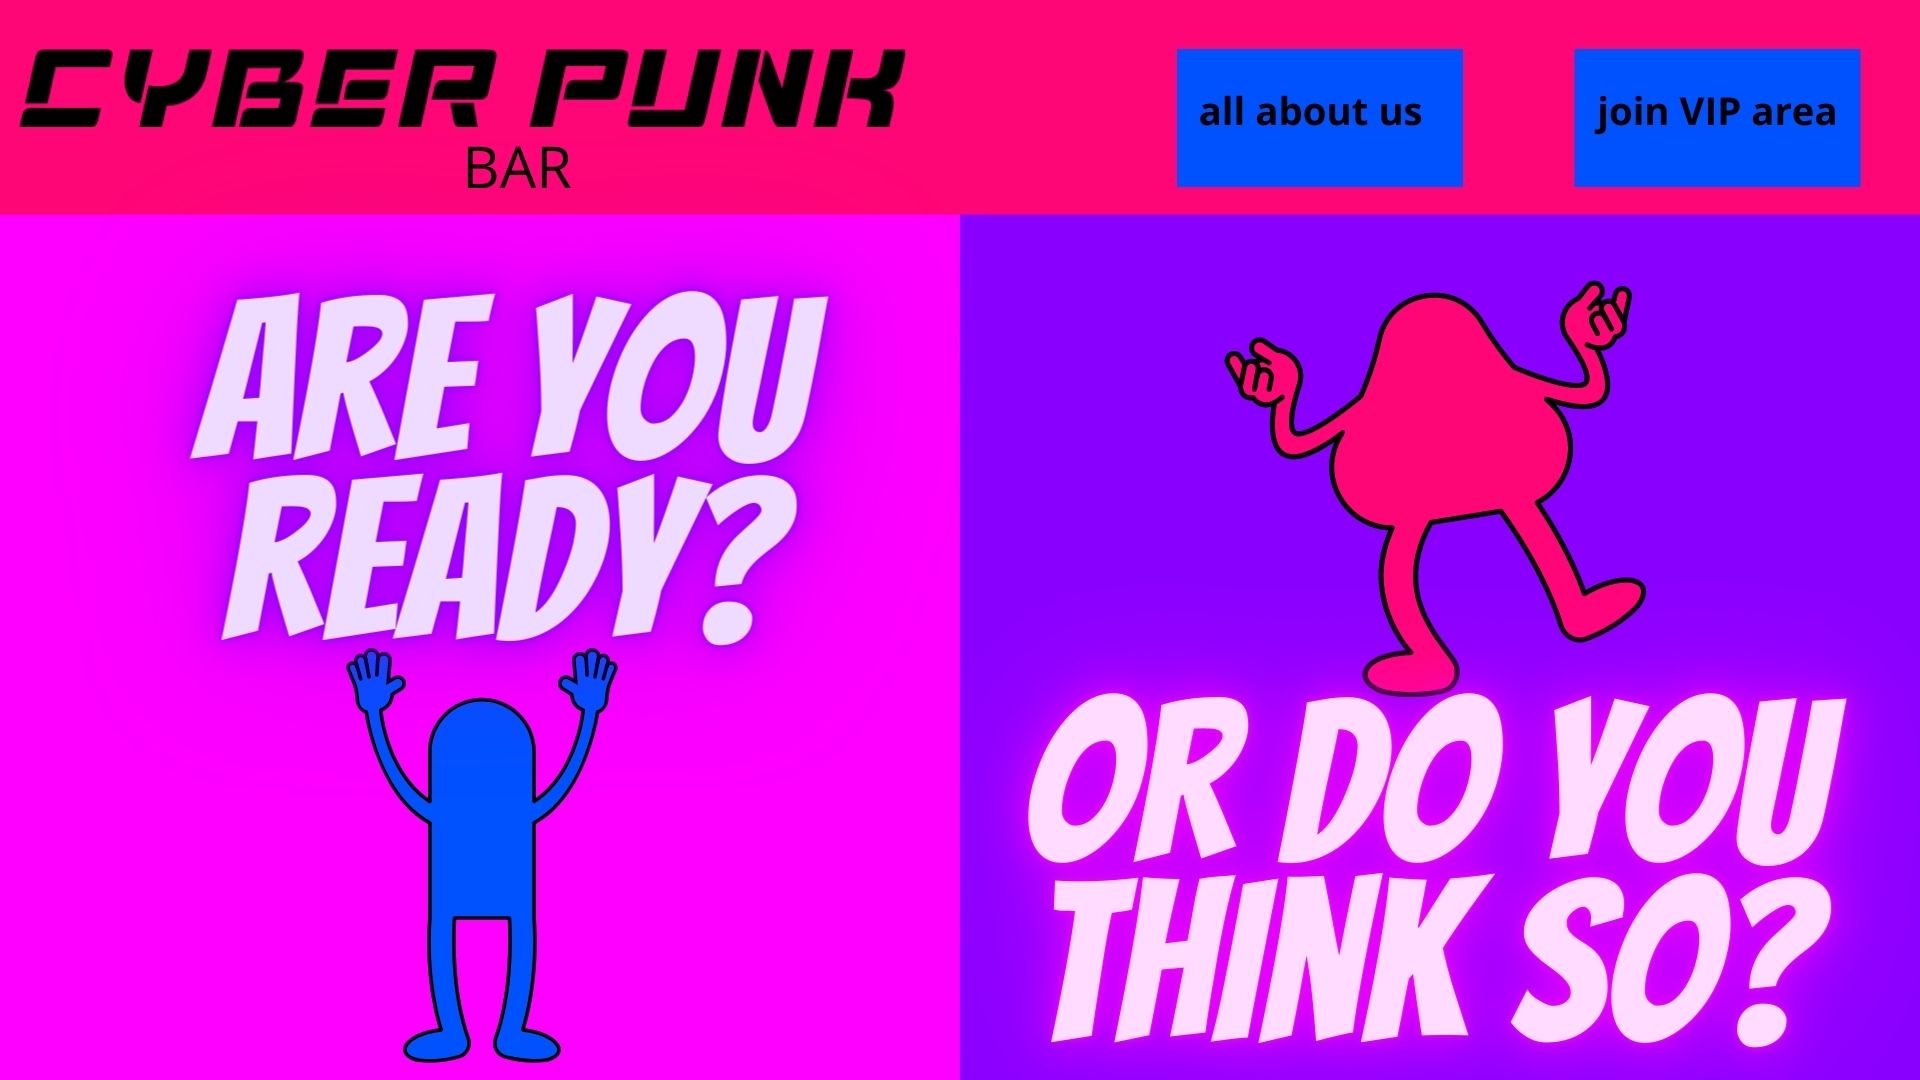 CYBER PUNK
BAR
all about us
join VIP area
ARE YOU
READY?
OR DO YOU
THINK SO?